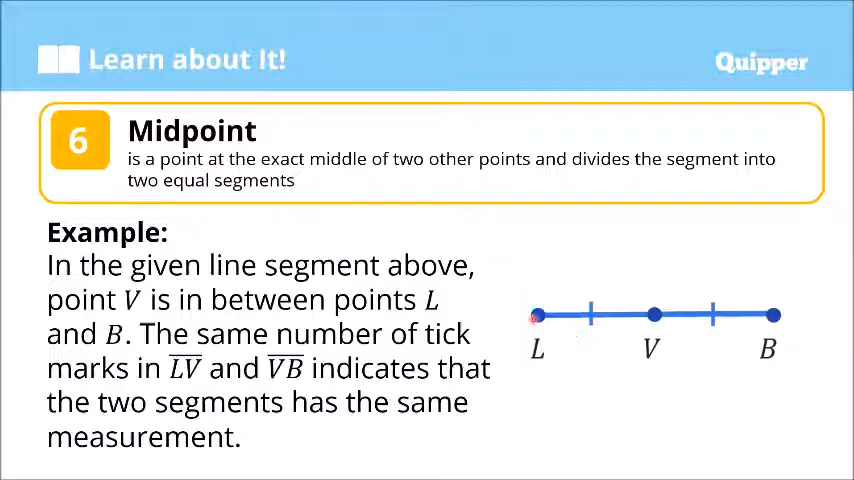 Learn about It!
Quipper
6
Midpoint
is a point at the exact middle of two other points and divides the segment into
two equal segments
Example:
In the given line segment above,
point V is in between points L
and B. The same number of tick
marks in L̅V̅ and V̅B̅ indicates that
the two segments has the same
measurement.
L V B